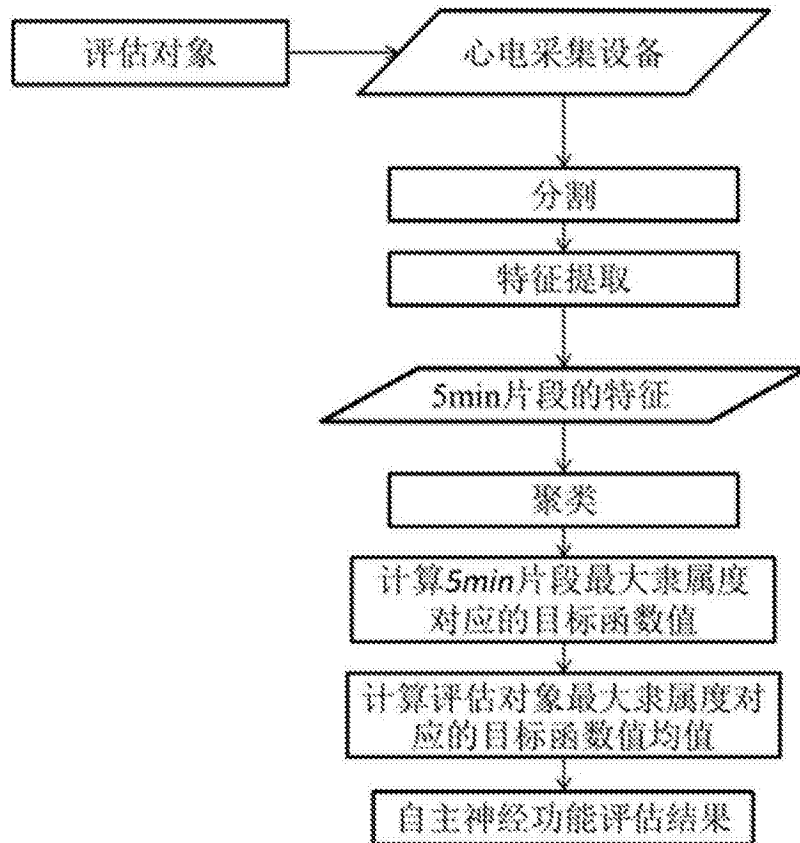 评估对象
心电采集设备
分割
特征提取
5min片段的特征
聚类
计算5min片段最大隶属度
对应的目标函数值
计算评估对象最大隶属度对
应的目标函数值均值
自主神经功能评估结果